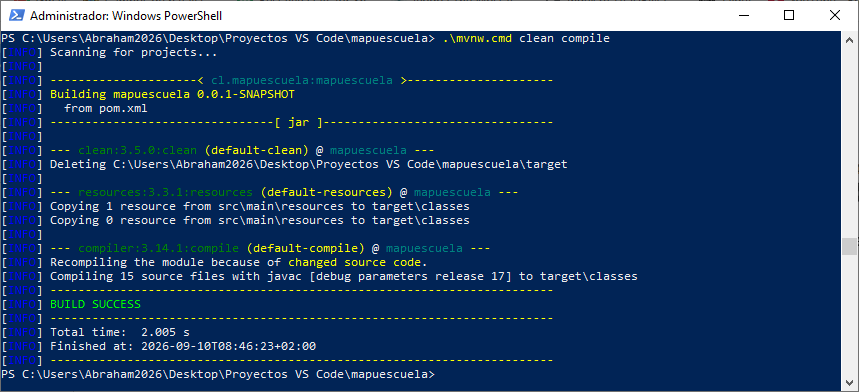 Administrador: Windows PowerShell
PS C:\Users\Abraham2026\Desktop\Proyectos VS Code\mapuescuela> .\mvnw.cmd clean compile
[INFO] Scanning for projects...
[INFO]
[INFO] ---------------------< cl.mapuescuela:mapuescuela >---------------------
[INFO] Building mapuescuela 0.0.1-SNAPSHOT
[INFO]   from pom.xml
[INFO] --------------------------------[ jar ]---------------------------------
[INFO]
[INFO] --- clean:3.5.0:clean (default-clean) @ mapuescuela ---
[INFO] Deleting C:\Users\Abraham2026\Desktop\Proyectos VS Code\mapuescuela\target
[INFO]
[INFO] --- resources:3.3.1:resources (default-resources) @ mapuescuela ---
[INFO] Copying 1 resource from src\main\resources to target\classes
[INFO] Copying 0 resource from src\main\resources to target\classes
[INFO]
[INFO] --- compiler:3.14.1:compile (default-compile) @ mapuescuela ---
[INFO] Recompiling the module because of changed source code.
[INFO] Compiling 15 source files with javac [debug parameters release 17] to target\classes
[INFO] ------------------------------------------------------------------------
[INFO] BUILD SUCCESS
[INFO] ------------------------------------------------------------------------
[INFO] Total time:  2.005 s
[INFO] Finished at: 2026-09-10T08:46:23+02:00
[INFO] ------------------------------------------------------------------------
PS C:\Users\Abraham2026\Desktop\Proyectos VS Code\mapuescuela>